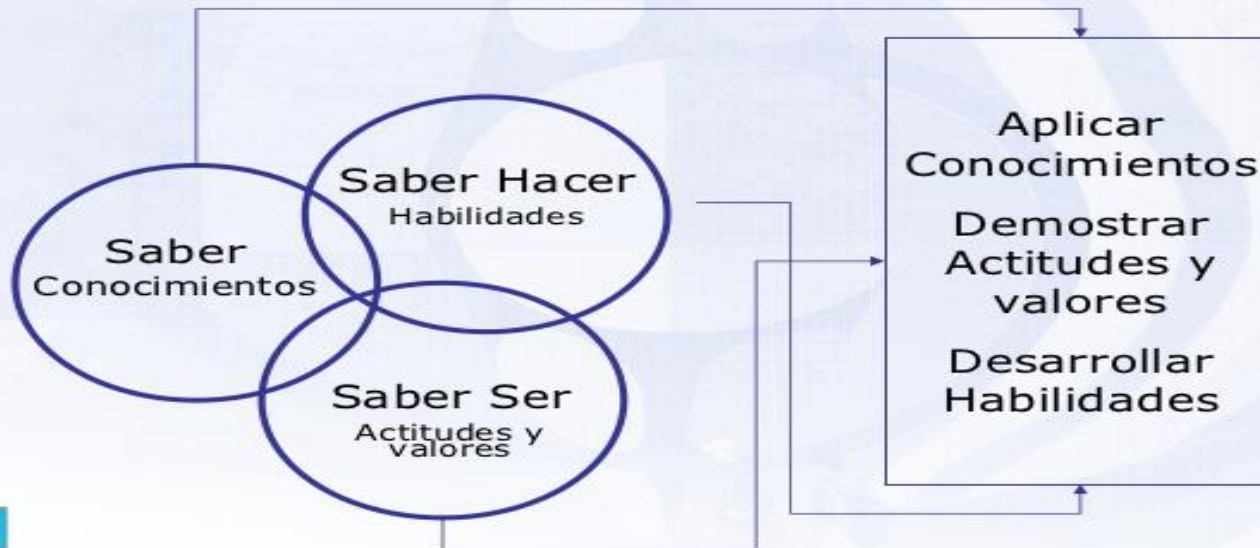 Saber
Conocimientos
Saber Hacer
Habilidades
Saber Ser
Actitudes y
valores
Aplicar
Conocimientos
Demostrar
Actitudes y
valores
Desarrollar
Habilidades